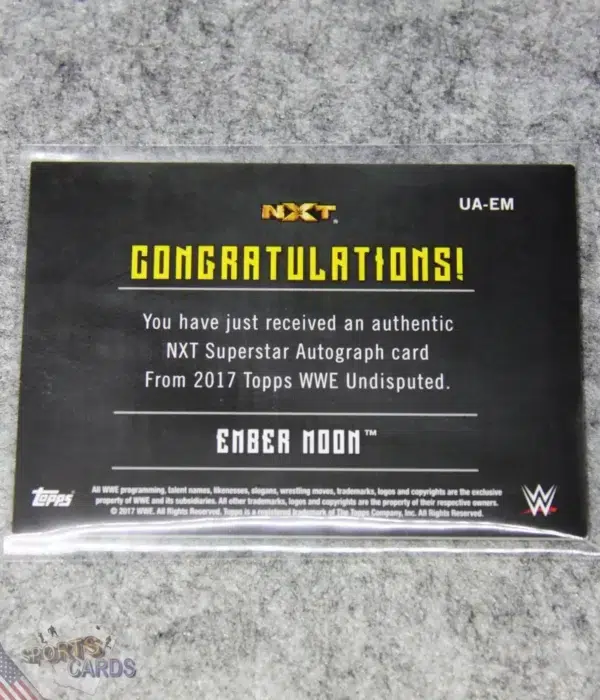 NXT
UA-EM
CONGRATULATIONS!
You have just received an authentic
NXT Superstar Autograph card
From 2017 Topps WWE Undisputed.
EMBER MOON™
topps
All WWE programming, talent names, likenesses, slogans, wrestling moves, trademarks, logos and copyrights are the exclusive
property of WWE and its subsidiaries. All other trademarks, logos and copyrights are the property of their respective owners.
© 2017 WWE. All Rights Reserved. Topps is a registered trademark of The Topps Company, Inc. All Rights Reserved.
W
SPORTS
CARDS